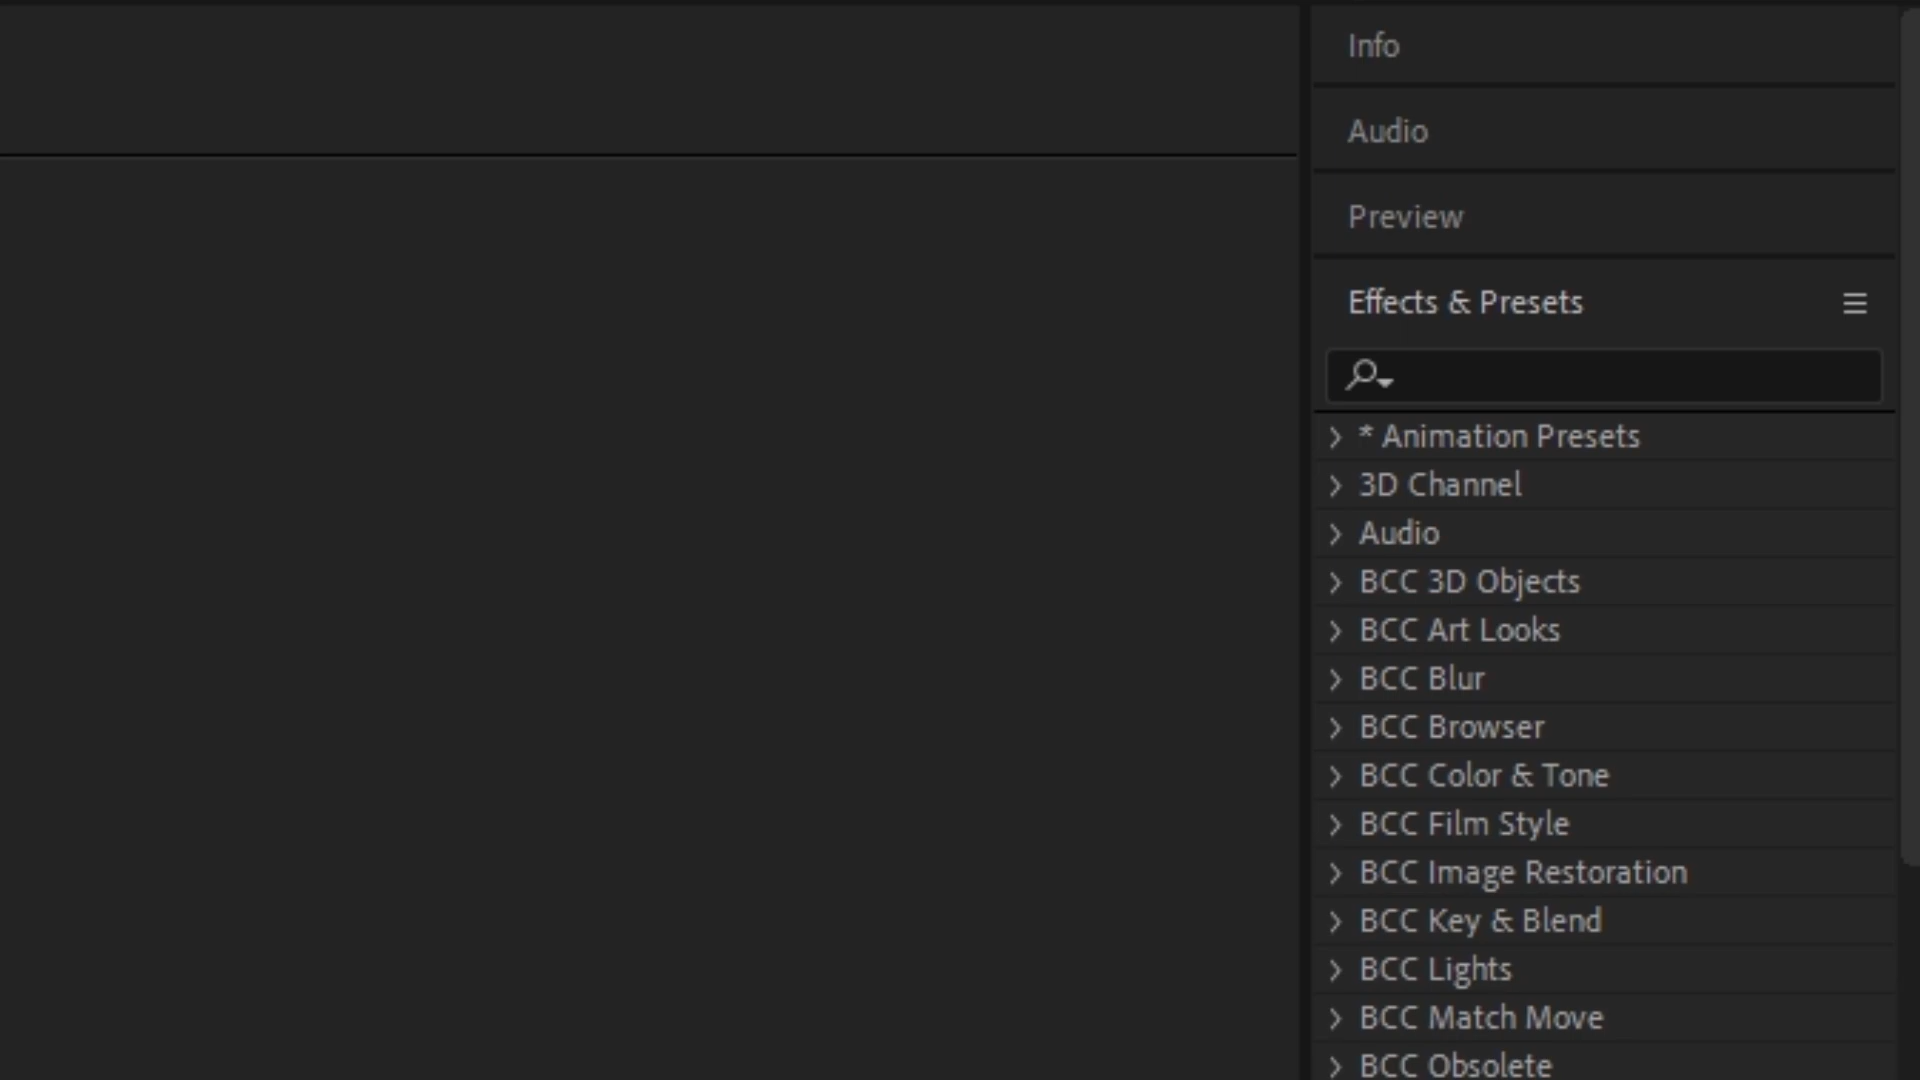 Info
Audio
Preview
Effects & Presets
* Animation Presets
3D Channel
Audio
BCC 3D Objects
BCC Art Looks
BCC Blur
BCC Browser
BCC Color & Tone
BCC Film Style
BCC Image Restoration
BCC Key & Blend
BCC Lights
BCC Match Move
BCC Obsolete